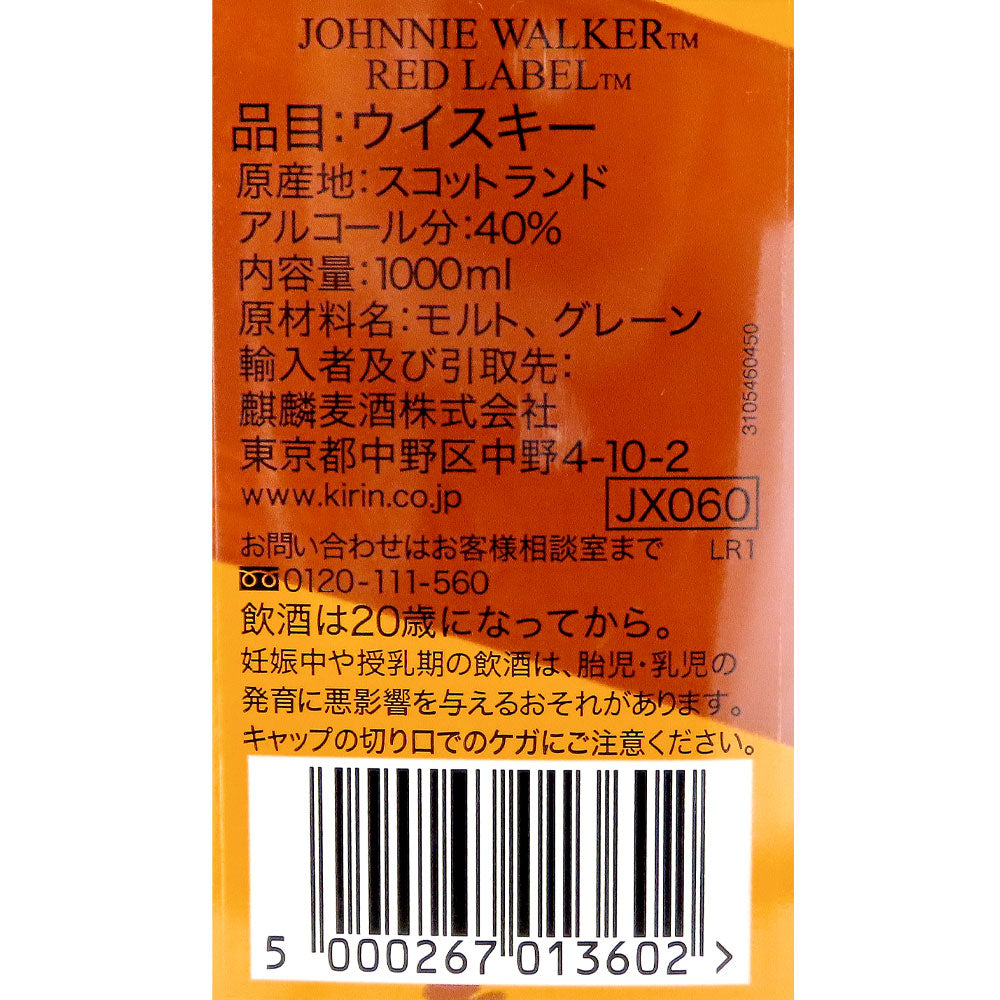 JOHNNIE WALKER™
RED LABEL™
品目:ウイスキー
原産地:スコットランド
アルコール分:40%
内容量:1000ml
原材料名:モルト、グレーン
輸入者及び引取先:
麒麟麦酒株式会社
東京都中野区中野4-10-2
www.kirin.co.jp
JX060
お問い合わせはお客様相談室まで
LR1
0120-111-560
飲酒は20歳になってから。
妊娠中や授乳期の飲酒は、胎児・乳児の
発育に悪影響を与えるおそれがあります。
キャップの切り口でのケガにご注意ください。
3105460450
5 000267 013602 >